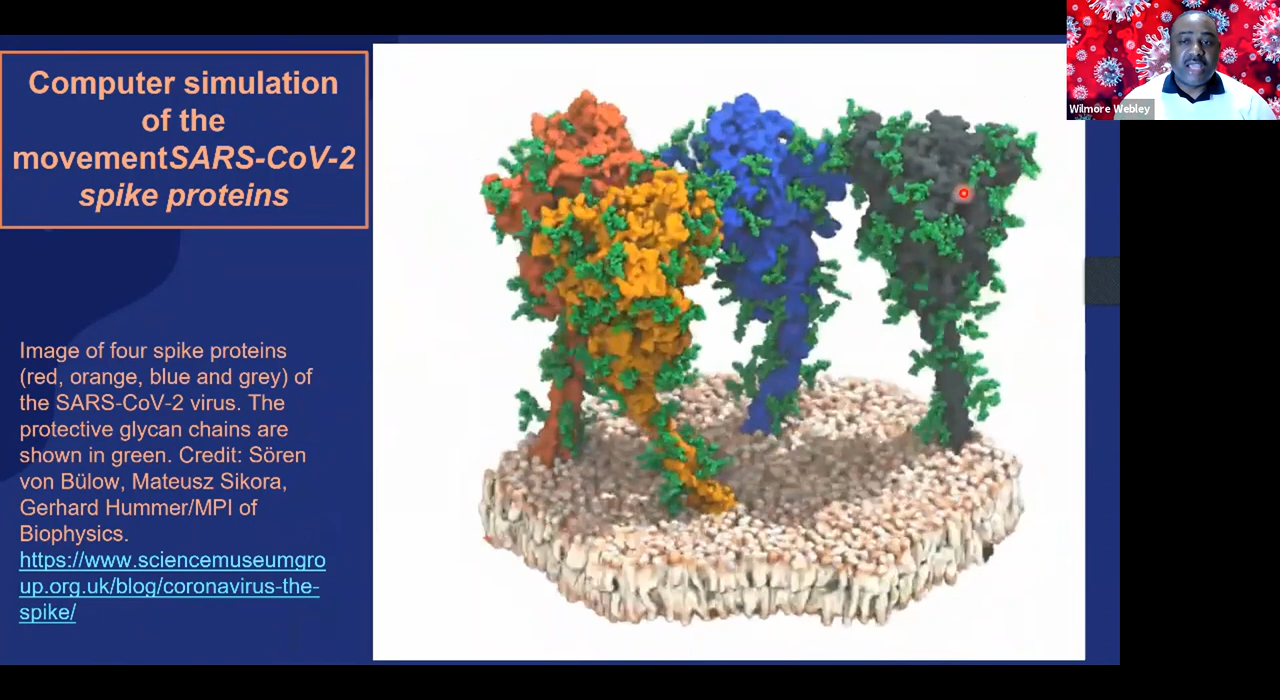 Computer simulation
of the
movementSARS-CoV-2
spike proteins
Image of four spike proteins
(red, orange, blue and grey) of
the SARS-CoV-2 virus. The
protective glycan chains are
shown in green. Credit: Sören
von Bülow, Mateusz Sikora,
Gerhard Hummer/MPI of
Biophysics.
https://www.sciencemuseumgro
up.org.uk/blog/coronavirus-the-
spike/
Wilmore Webley